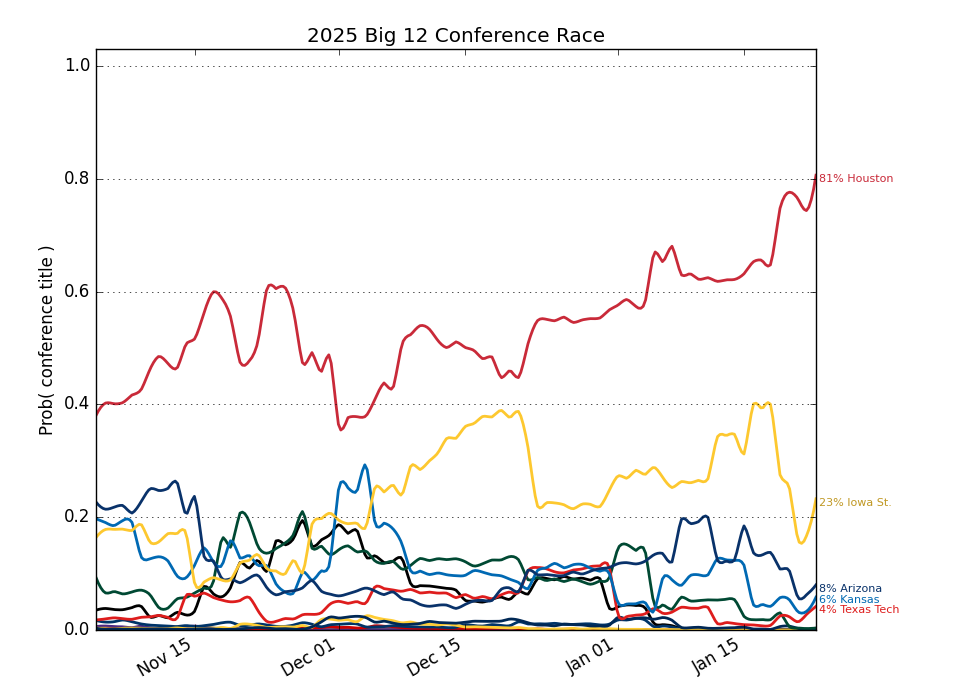 2025 Big 12 Conference Race
Prob( conference title )
1.0
0.8
0.6
0.4
0.2
0.0
81% Houston
23% Iowa St.
8% Arizona
6% Kansas
4% Texas Tech
Nov 15
Dec 01
Dec 15
Jan 01
Jan 15